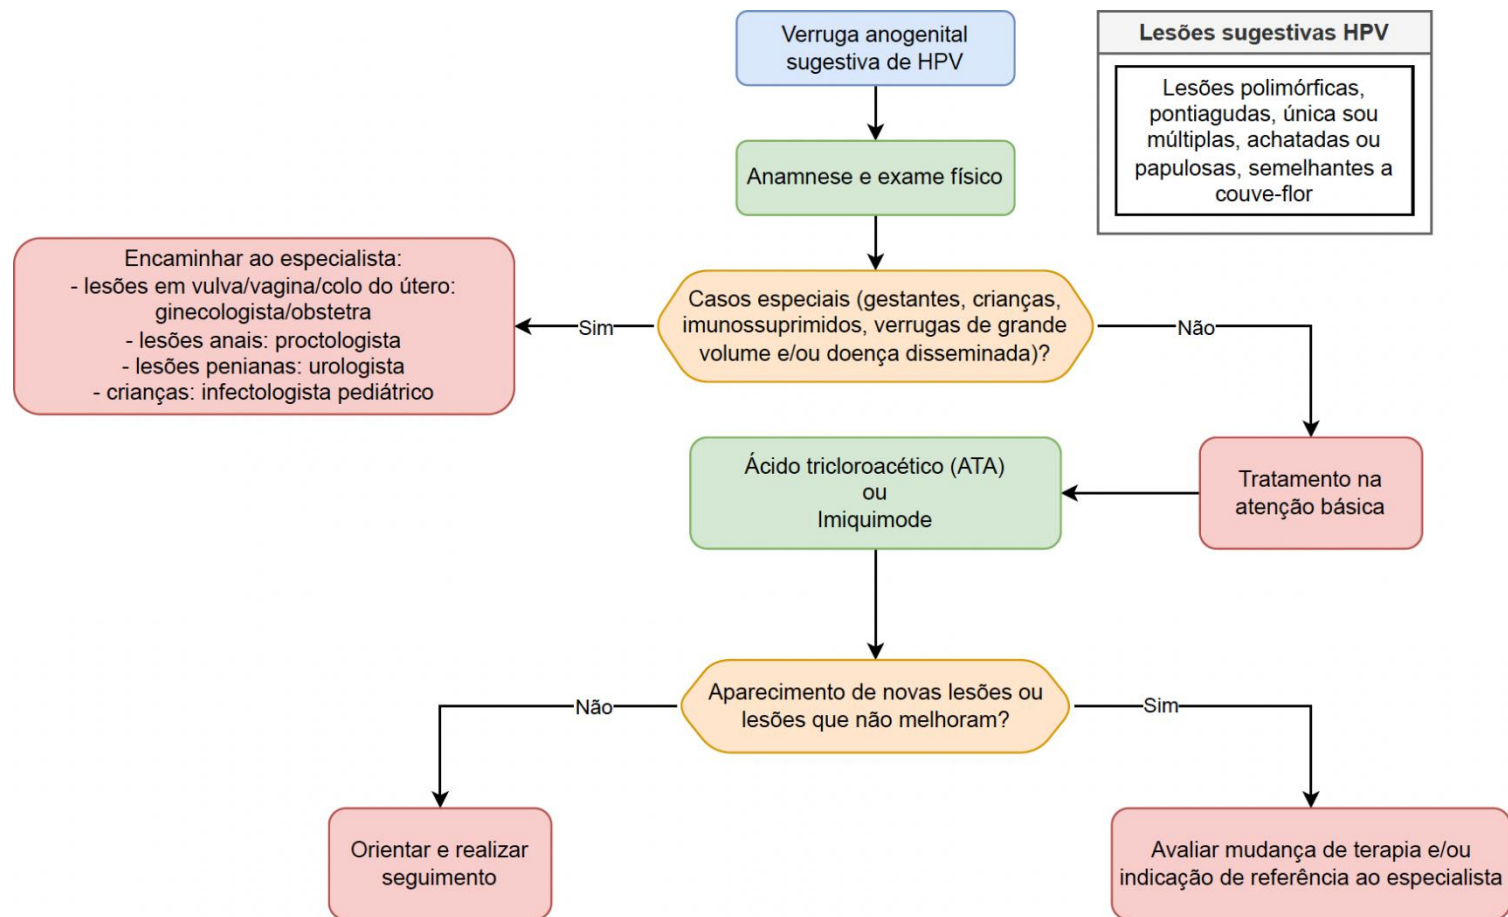 Verruga anogenital
sugestiva de HPV
Lesões sugestivas HPV
Lesões polimórficas,
pontiagudas, única sou
múltiplas, achatadas ou
papulosas, semelhantes a
couve-flor
Anamnese e exame físico
Encaminhar ao especialista:
- lesões em vulva/vagina/colo do útero:
ginecologista/obstetra
- lesões anais: proctologista
- lesões penianas: urologista
- crianças: infectologista pediátrico
Sim
Casos especiais (gestantes, crianças,
imunossuprimidos, verrugas de grande
volume e/ou doença disseminada)?
Não
Ácido tricloroacético (ATA)
ou
Imiquimode
Tratamento na
atenção básica
Não
Aparecimento de novas lesões ou
lesões que não melhoram?
Sim
Orientar e realizar
seguimento
Avaliar mudança de terapia e/ou
indicação de referência ao especialista